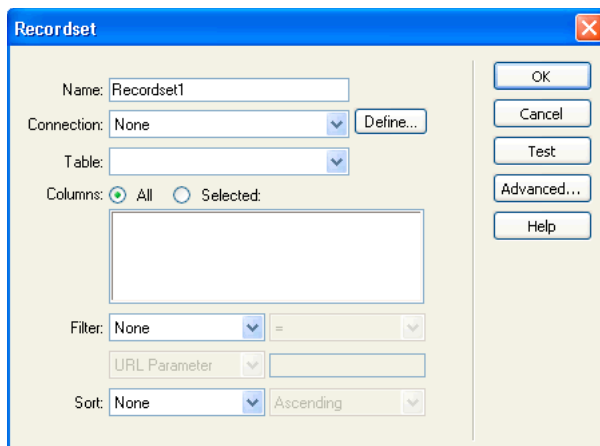 Recordset
Name: Recordset1
Connection: None Define...
Table:
Columns: All Selected:
Filter: None =
URL Parameter
Sort: None Ascending
OK
Cancel
Test
Advanced...
Help